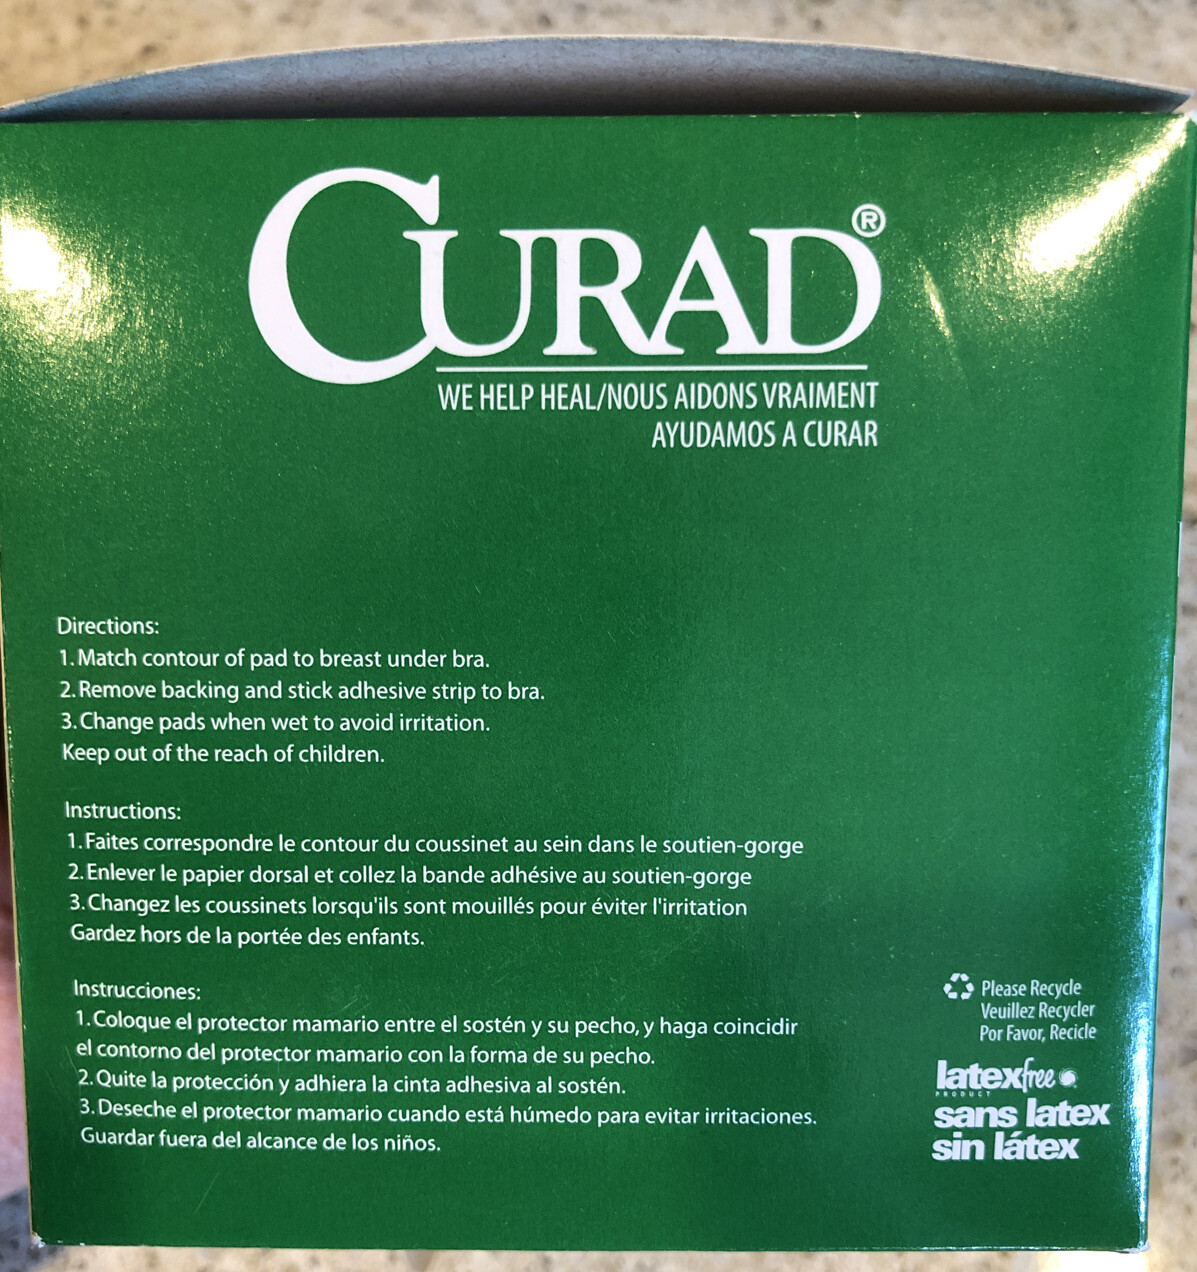 CURAD®
WE HELP HEAL/NOUS AIDONS VRAIMENT
AYUDAMOS A CURAR
Directions:
1. Match contour of pad to breast under bra.
2. Remove backing and stick adhesive strip to bra.
3. Change pads when wet to avoid irritation.
Keep out of the reach of children.
Instructions:
1. Faites correspondre le contour du coussinet au sein dans le soutien-gorge
2. Enlever le papier dorsal et collez la bande adhésive au soutien-gorge
3. Changez les coussinets lorsqu'ils sont mouillés pour éviter l'irritation
Gardez hors de la portée des enfants.
Instrucciones:
1. Coloque el protector mamario entre el sostén y su pecho, y haga coincidir
el contorno del protector mamario con la forma de su pecho.
2. Quite la protección y adhiera la cinta adhesiva al sostén.
3. Deseche el protector mamario cuando está húmedo para evitar irritaciones.
Guardar fuera del alcance de los niños.
Please Recycle
Veuillez Recycler
Por Favor, Recicle
latexfree
PRODUCT
sans latex
sin látex